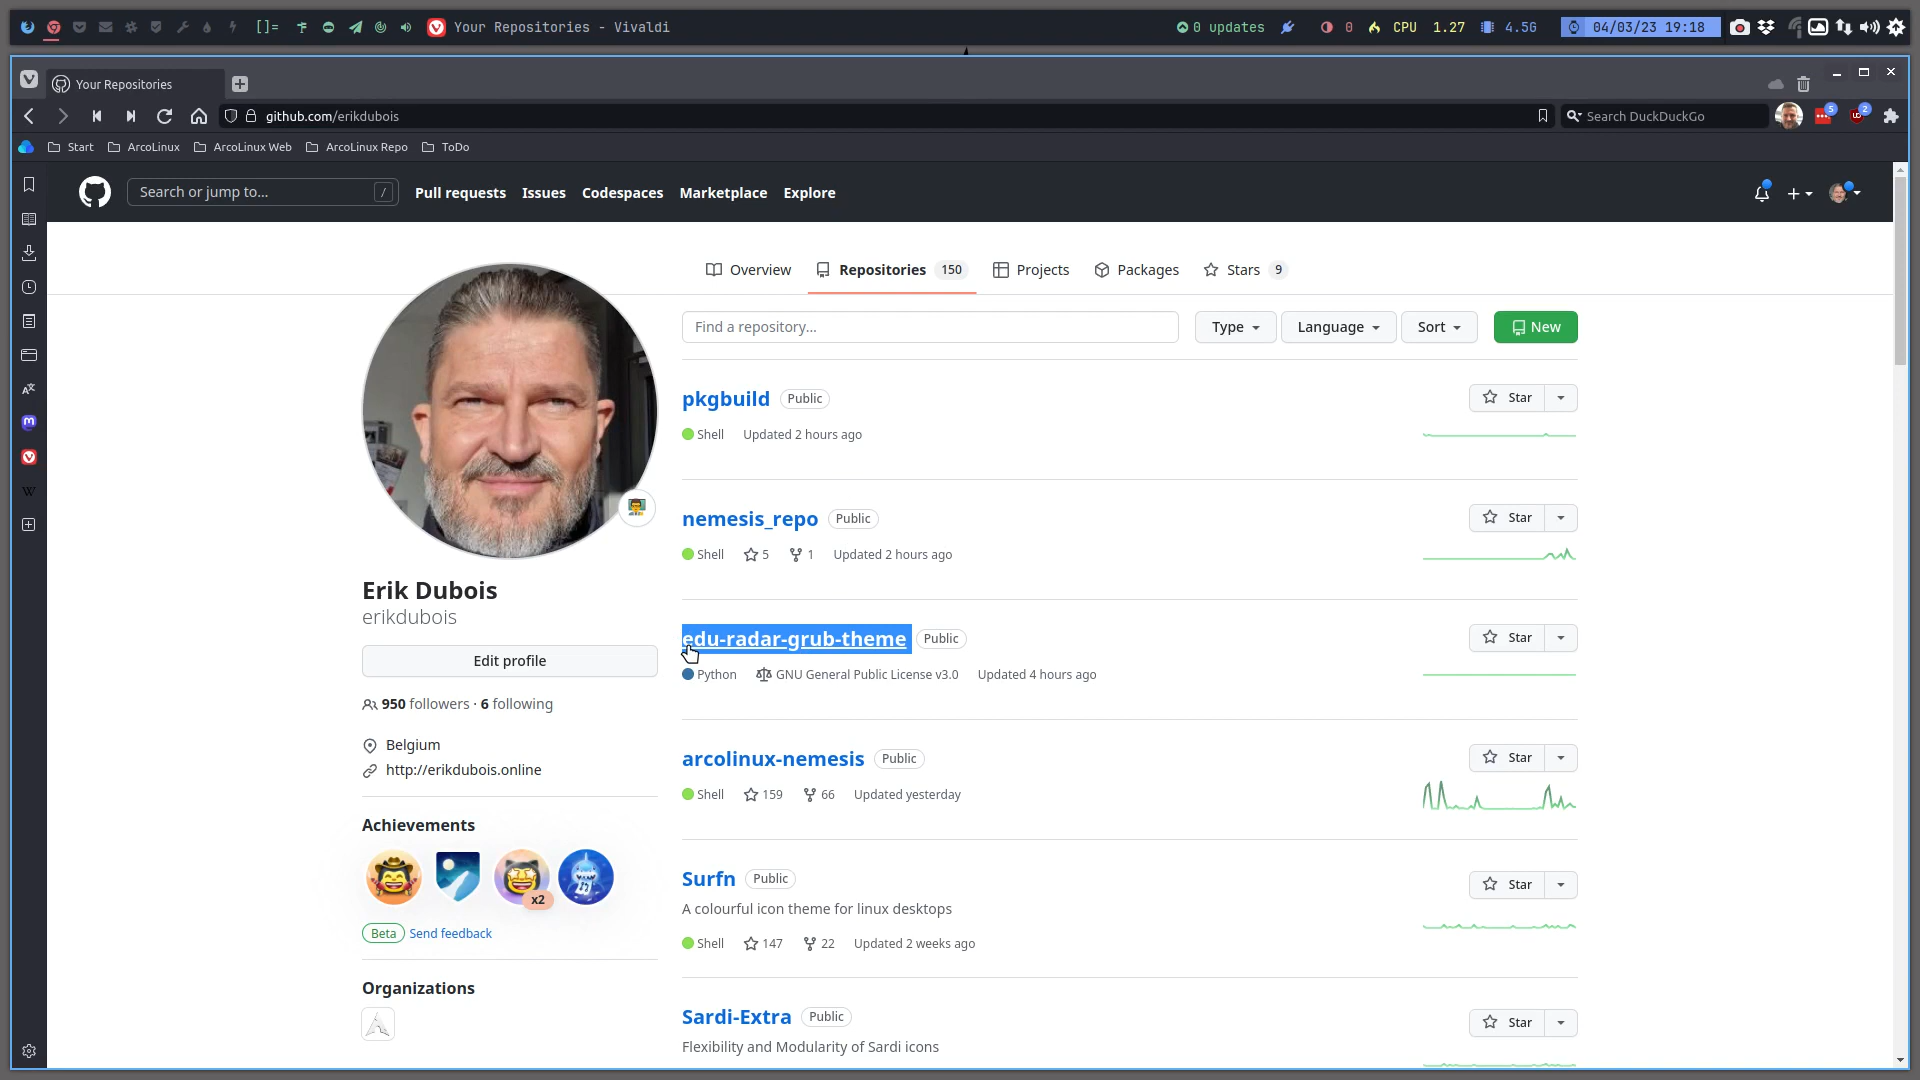 []=
Your Repositories - Vivaldi
0 updates
0
CPU 1.27
4.5G
04/03/23 19:18
Your Repositories
github.com/erikdubois
Search DuckDuckGo
5
2
Start
ArcoLinux
ArcoLinux Web
ArcoLinux Repo
ToDo
Search or jump to...
/
Pull requests
Issues
Codespaces
Marketplace
Explore
Overview
Repositories 150
Projects
Packages
Stars 9
Find a repository...
Type
Language
Sort
New
pkgbuild Public
Star
Shell Updated 2 hours ago
nemesis_repo Public
Star
Shell 5 1 Updated 2 hours ago
Erik Dubois
erikdubois
edu-radar-grub-theme Public
Star
Python GNU General Public License v3.0 Updated 4 hours ago
Edit profile
950 followers · 6 following
Belgium
http://erikdubois.online
arcolinux-nemesis Public
Star
Shell 159 66 Updated yesterday
Achievements
x2
Beta Send feedback
Surfn Public
Star
A colourful icon theme for linux desktops
Shell 147 22 Updated 2 weeks ago
Organizations
Sardi-Extra Public
Star
Flexibility and Modularity of Sardi icons